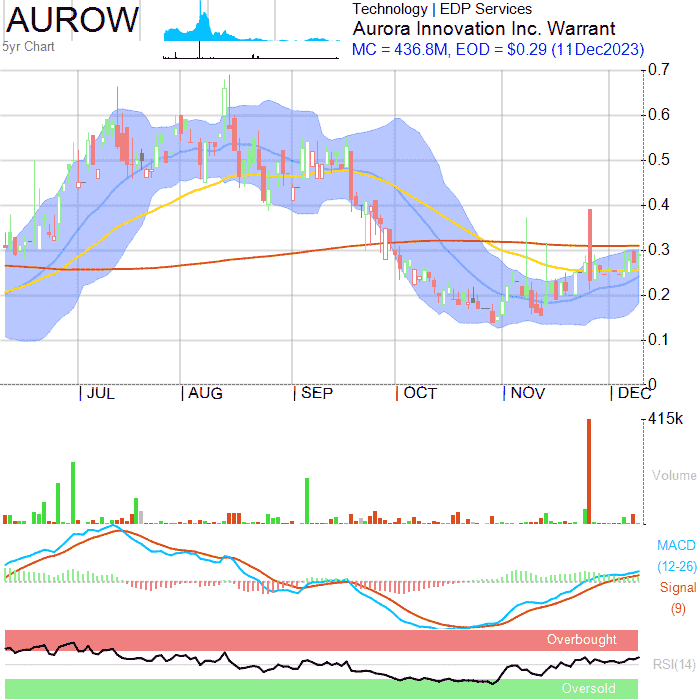 AUROW
5yr Chart
Technology | EDP Services
Aurora Innovation Inc. Warrant
MC = 436.8M, EOD = $0.29 (11Dec2023)
0.7
0.6
0.5
0.4
0.3
0.2
0.1
0
JUL AUG SEP OCT NOV DEC
415k
Volume
MACD
(12-26)
Signal
(9)
Overbought
RSI(14)
Oversold